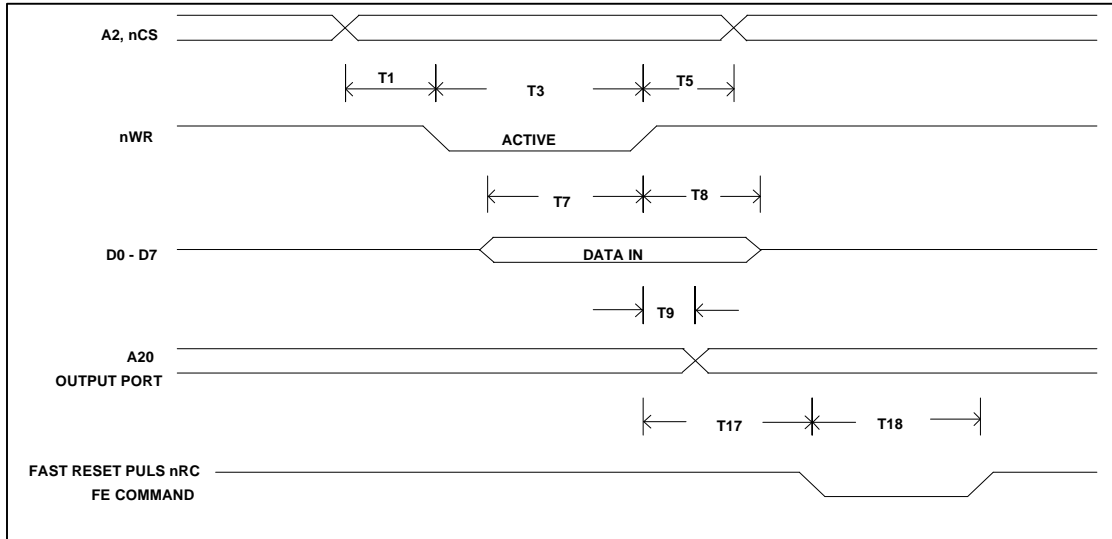 A2, nCS
T1
T3
T5
nWR
ACTIVE
T7
T8
D0 - D7
DATA IN
T9
A20
OUTPUT PORT
T17
T18
FAST RESET PULS nRC
FE COMMAND